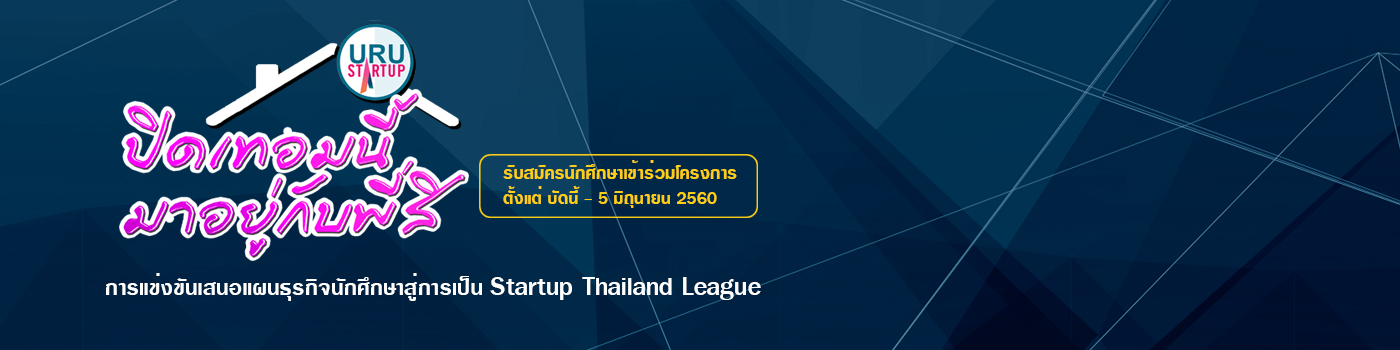 URU
STARTUP
ปิดเทอมนี้
มาอยู่กับพี่สิ
รับสมัครนักศึกษาเข้าร่วมโครงการ
ตั้งแต่ บัดนี้ – 5 มิถุนายน 2560
การแข่งขันเสนอแผนธุรกิจนักศึกษาสู่การเป็น Startup Thailand League